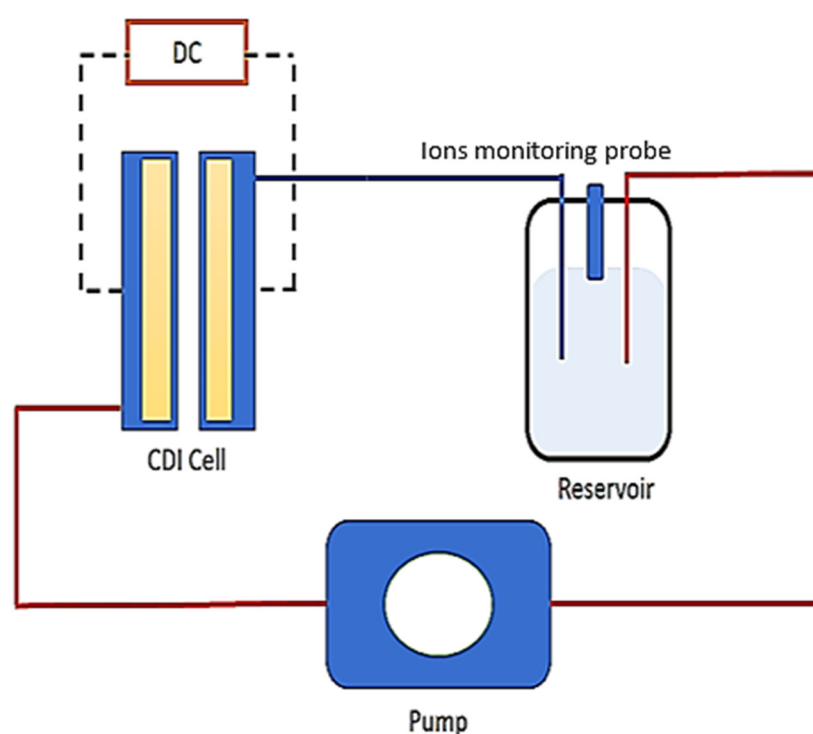 DC
Ions monitoring probe
CDI Cell
Reservoir
Pump